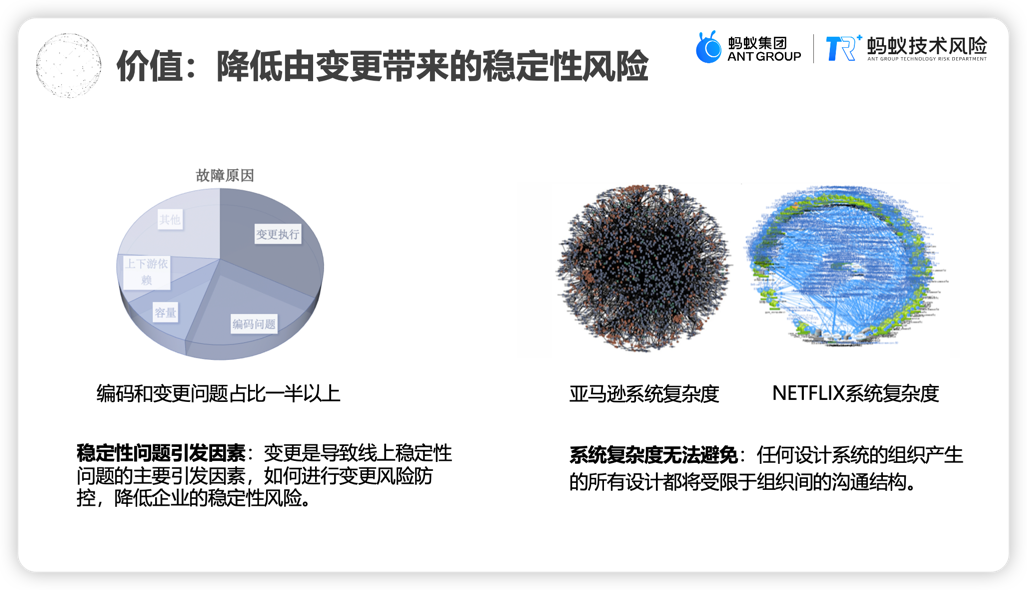 价值：降低由变更带来的稳定性风险
蚂蚁集团
ANT GROUP
TR+
蚂蚁技术风险
ANT GROUP TECHNOLOGY RISK DEPARTMENT
故障原因
其他
变更执行
上下游依
赖
容量
编码问题
编码和变更问题占比一半以上
亚马逊系统复杂度
NETFLIX系统复杂度
稳定性问题引发因素：变更是导致线上稳定性
问题的主要引发因素，如何进行变更风险防
控，降低企业的稳定性风险。
系统复杂度无法避免：任何设计系统的组织产生
的所有设计都将受限于组织间的沟通结构。